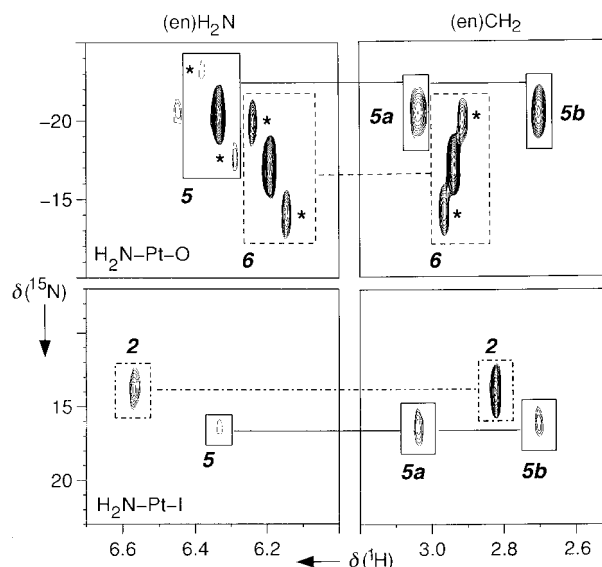 (en)H2N (en)CH2
* 5a 5b
-20 * *
*
-15 5 * *
H2N–Pt–O 6 6
δ(15N)
2 2
15
5 5a 5b
20
H2N–Pt–I
6.6 6.4 6.2 3.0 2.8 2.6
δ(1H)